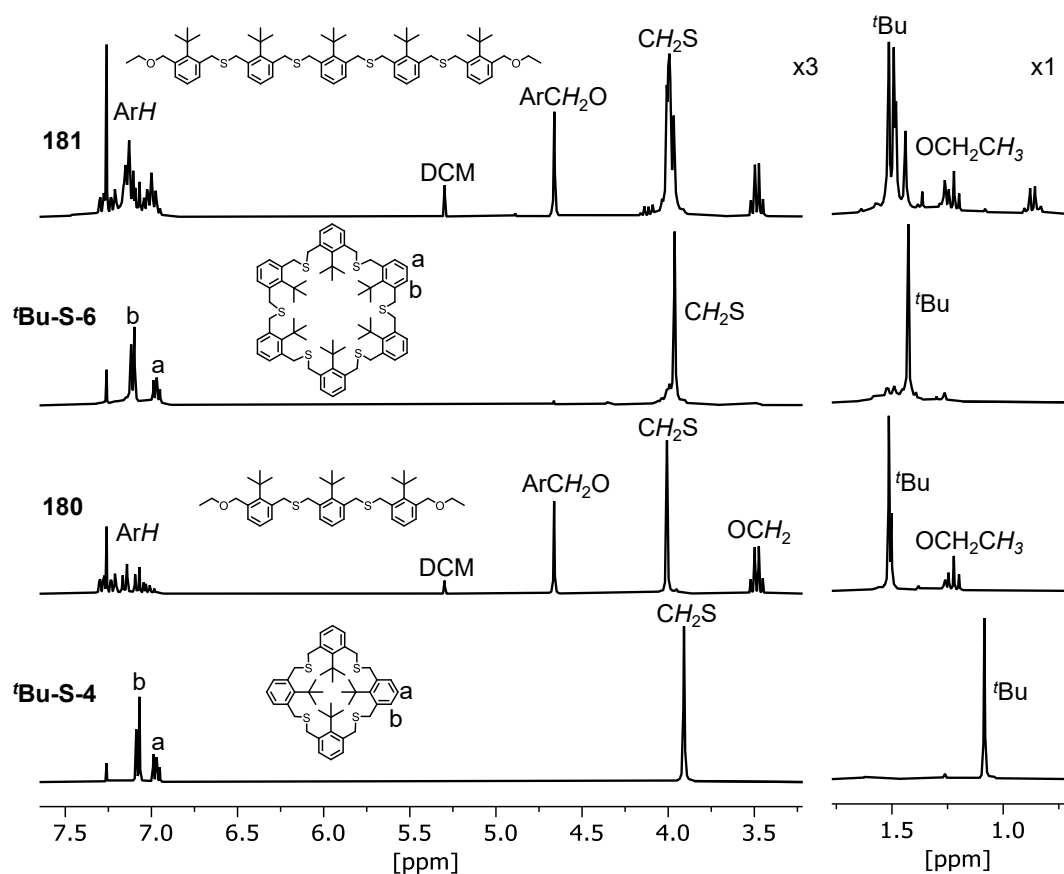 ᵗBu
CH₂S
x3
x1
ArCH₂O
ArH
OCH₂CH₃
181
DCM
O S S S S O
S S
a
ᵗBu-S-6
b
b
S S
CH₂S
ᵗBu
a
S S
CH₂S
ᵗBu
ArCH₂O
180
O S S O
OCH₂
ArH
OCH₂CH₃
DCM
CH₂S
ᵗBu-S-4
b
S S
a
ᵗBu
a
b
S S
7.5 7.0 6.5 6.0 5.5 5.0 4.5 4.0 3.5 1.5 1.0
[ppm] [ppm]